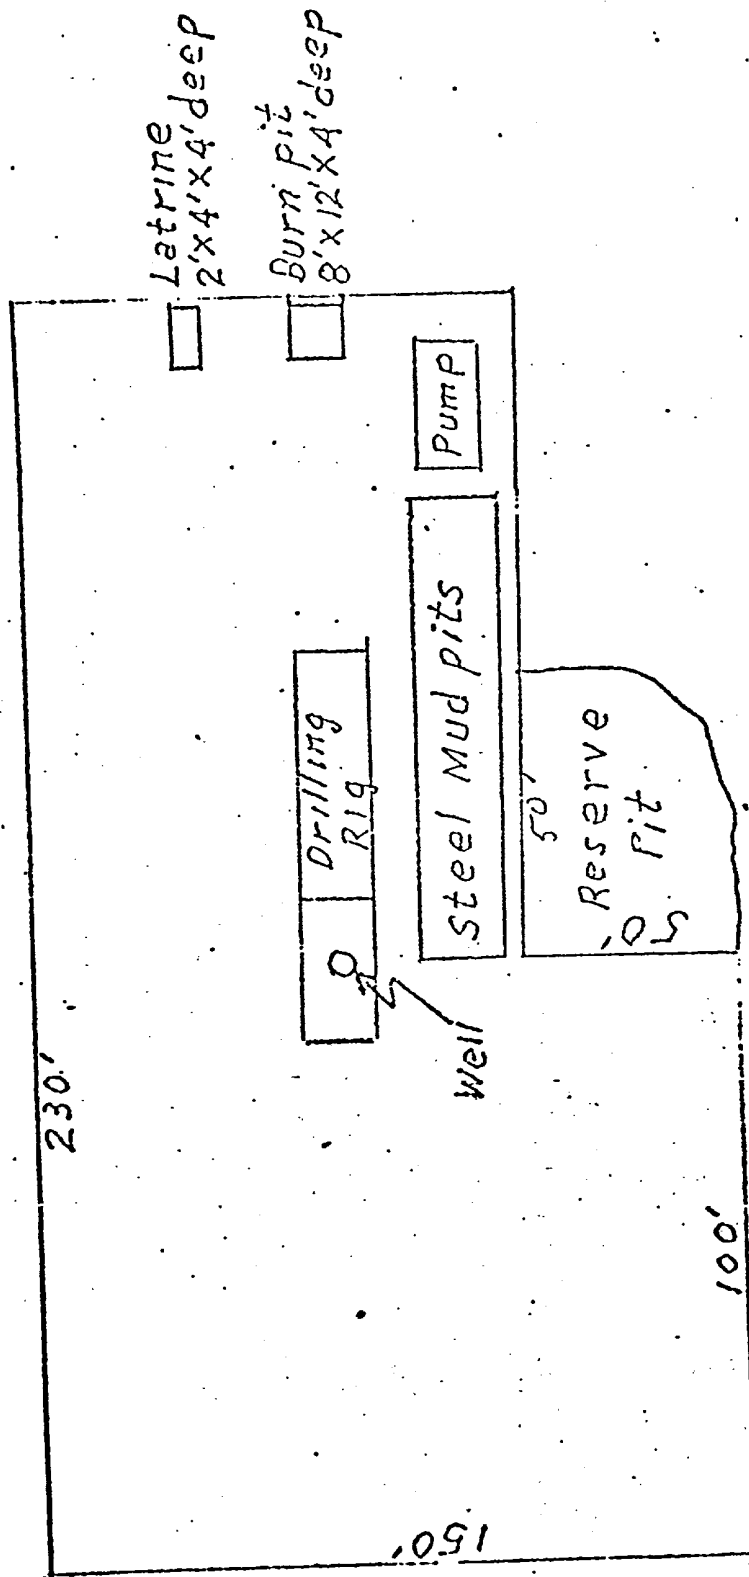 230'
Latrine
2'x4'x4' deep
Burn pit
8'x12'x4' deep
Drilling
Rig
Pump
Steel Mud pits
Well
50'
Reserve
Pit
50'
150'
100'